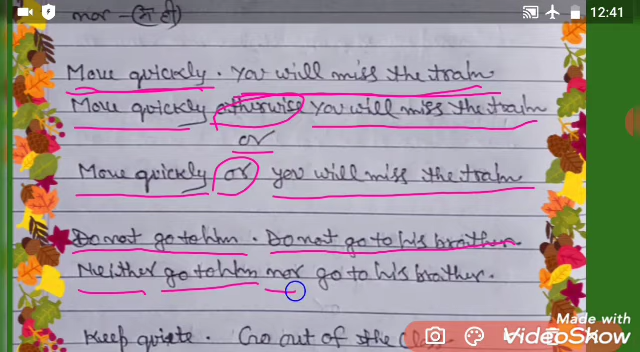 12:41
nor - (न ही)
Move quickly. You will miss the train
Move quickly otherwise you will miss the train
or
Move quickly or you will miss the train
Do not go to him. Do not go to his brother.
Neither go to him nor go to his brother.
Keep quiete. Go out of the class
Made with
VideoShow